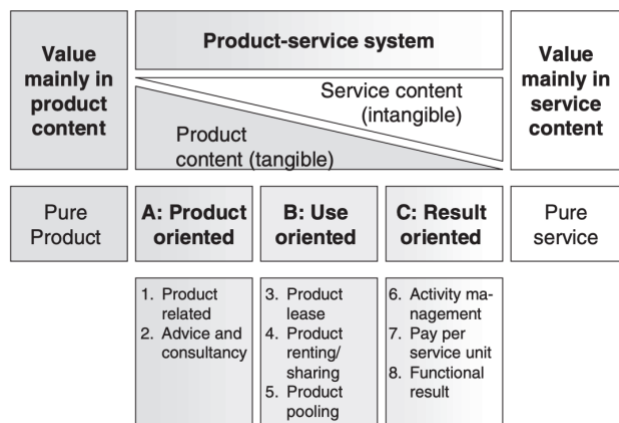 Value
mainly in
product
content
Product-service system
Service content
(intangible)
Product
content (tangible)
Value
mainly in
service
content
Pure
Product
A: Product
oriented
B: Use
oriented
C: Result
oriented
Pure
service
1. Product
related
2. Advice and
consultancy
3. Product
lease
4. Product
renting/
sharing
5. Product
pooling
6. Activity ma-
nagement
7. Pay per
service unit
8. Functional
result